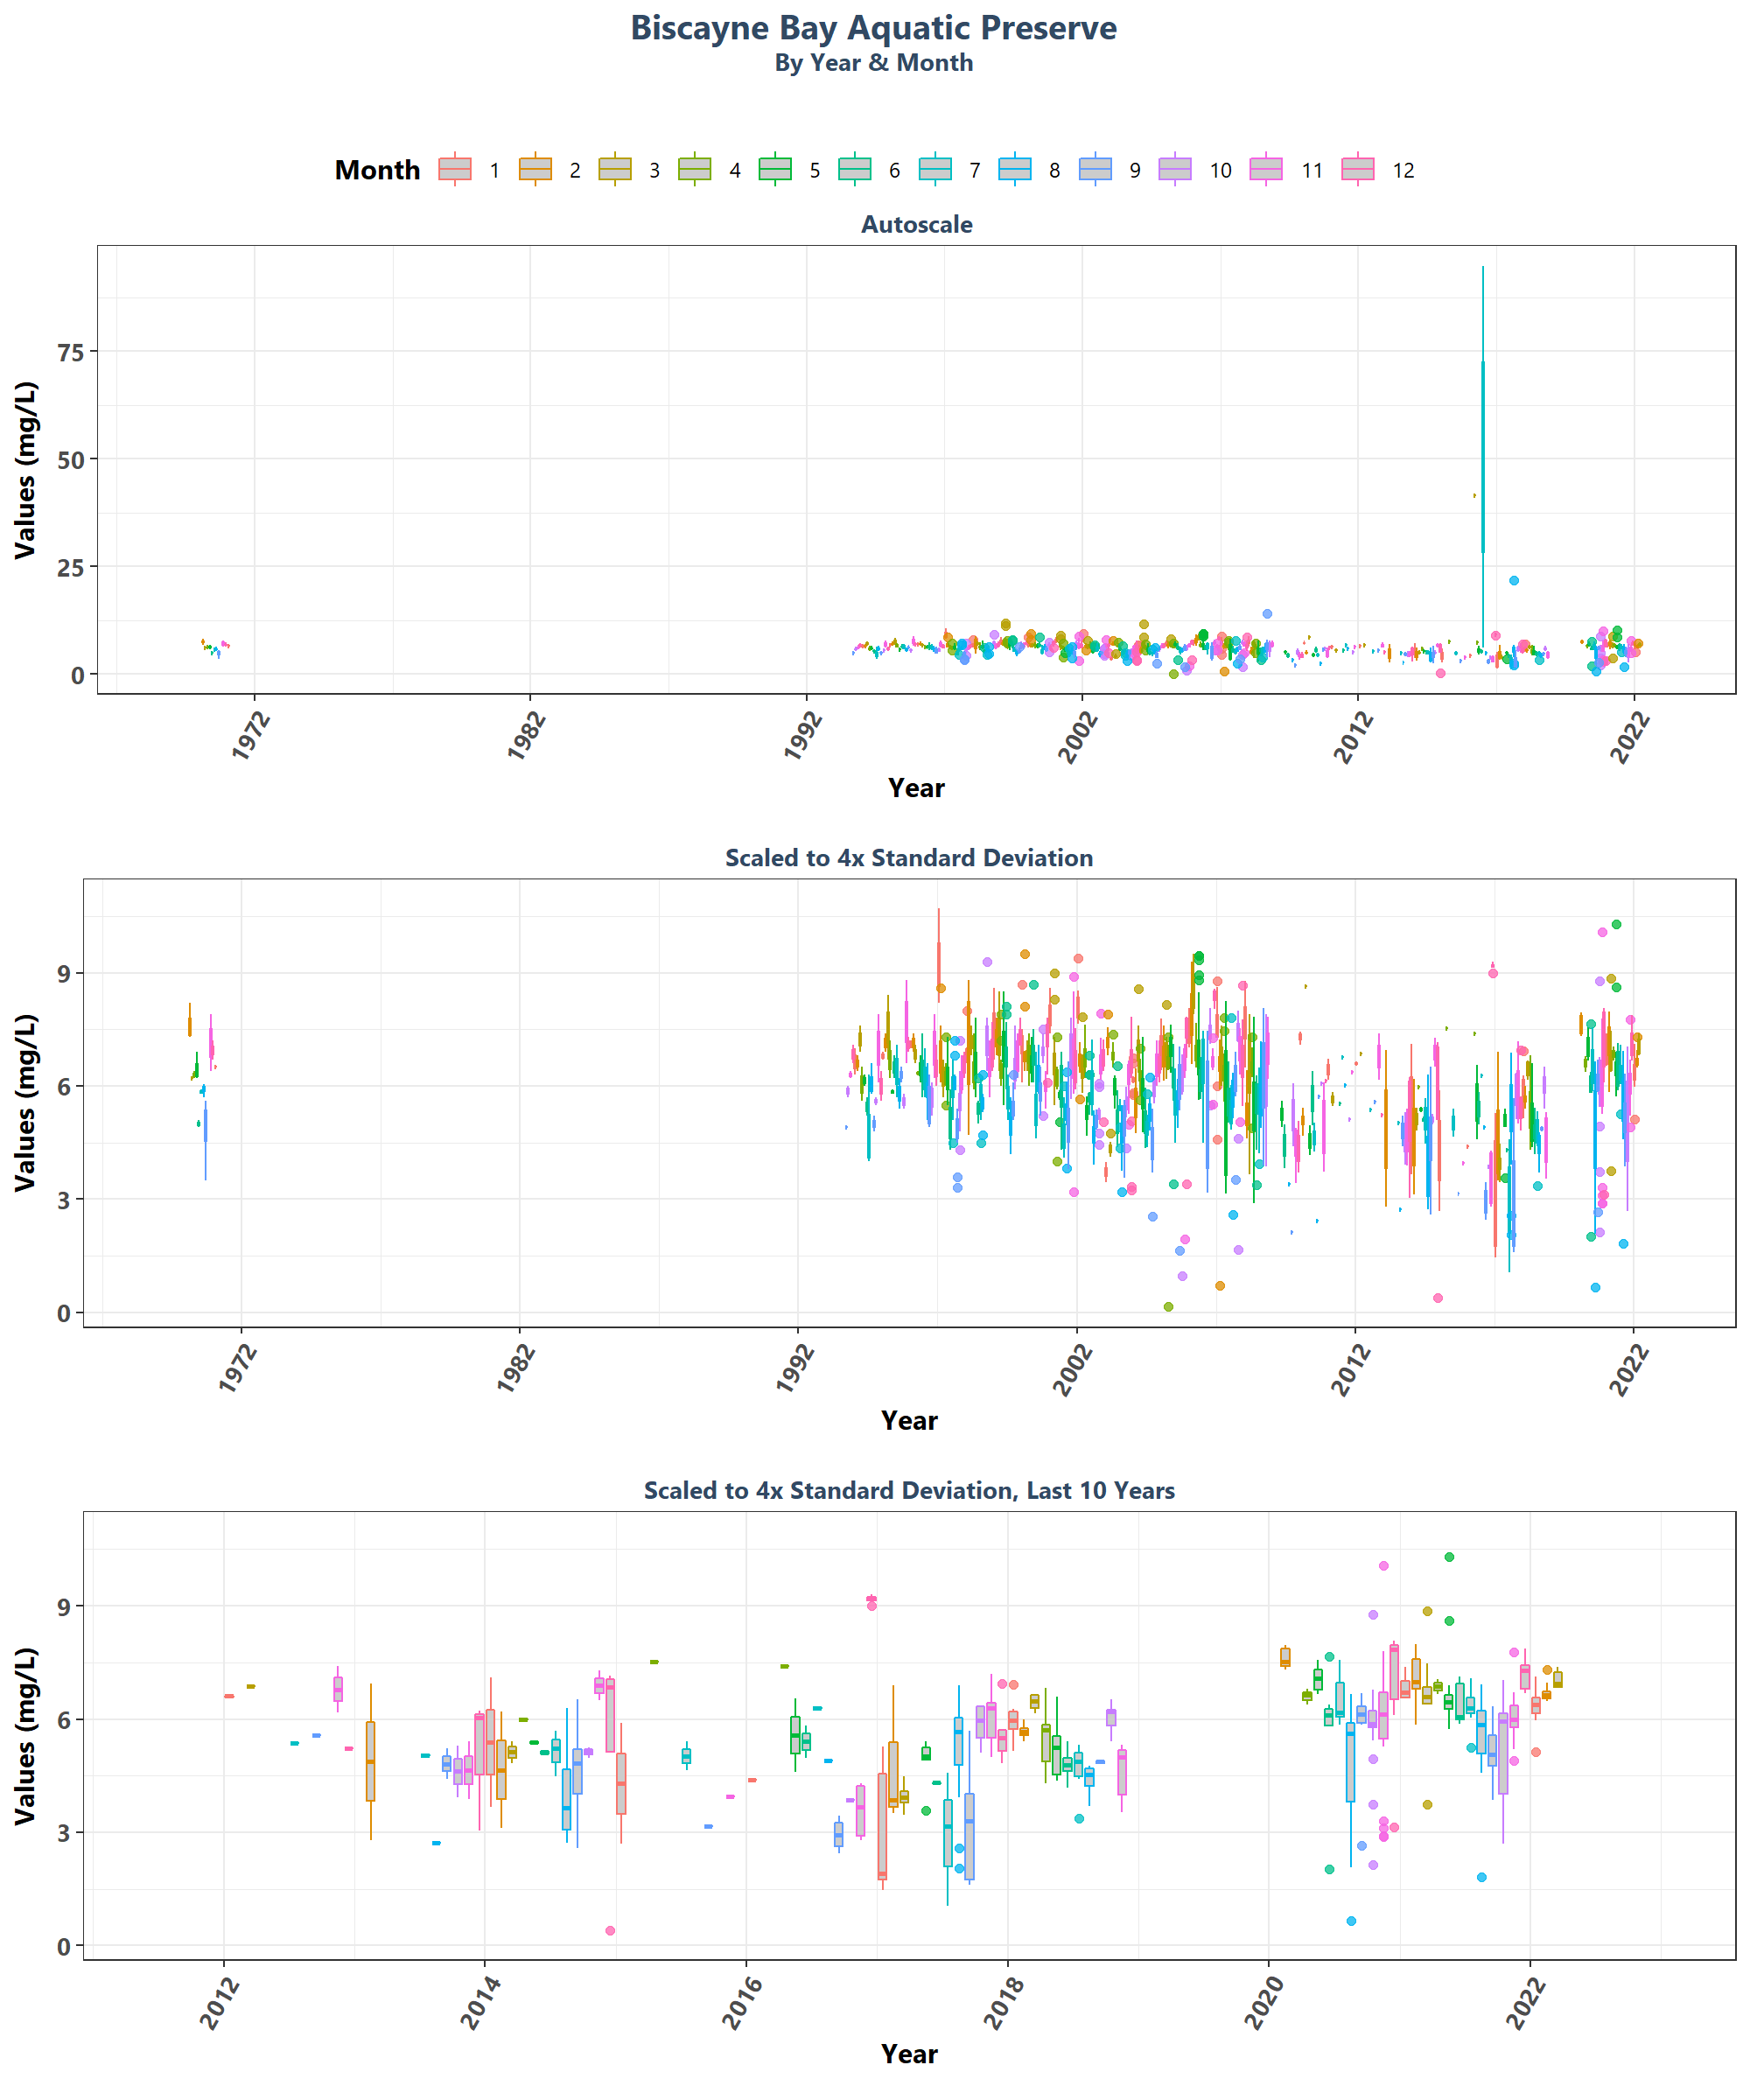 Biscayne Bay Aquatic Preserve
By Year & Month
Month 1 2 3 4 5 6 7 8 9 10 11 12
Autoscale
Values (mg/L)
75
50
25
0
1972 1982 1992 2002 2012 2022
Year
Scaled to 4x Standard Deviation
Values (mg/L)
9
6
3
0
1972 1982 1992 2002 2012 2022
Year
Scaled to 4x Standard Deviation, Last 10 Years
Values (mg/L)
9
6
3
0
2012 2014 2016 2018 2020 2022
Year